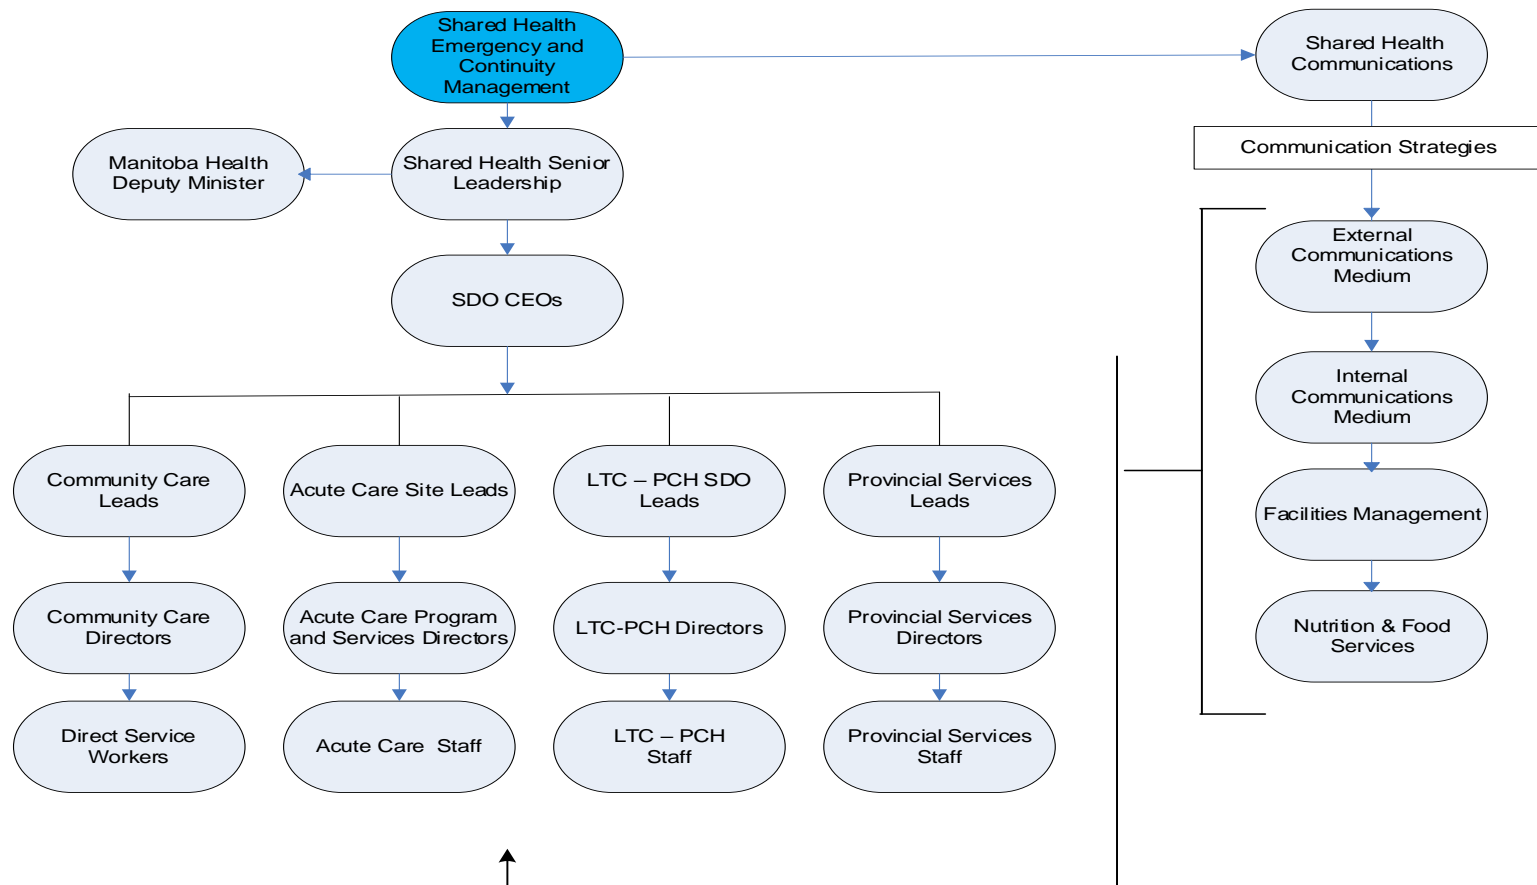 Shared Health
Emergency and
Continuity
Management
Shared Health
Communications
Communication Strategies
Manitoba Health
Deputy Minister
Shared Health Senior
Leadership
External
Communications
Medium
SDO CEOs
Internal
Communications
Medium
Community Care
Leads
Acute Care Site Leads
LTC – PCH SDO
Leads
Provincial Services
Leads
Facilities Management
Community Care
Directors
Acute Care Program
and Services Directors
LTC-PCH Directors
Provincial Services
Directors
Nutrition & Food
Services
Direct Service
Workers
Acute Care  Staff
LTC – PCH
Staff
Provincial Services
Staff